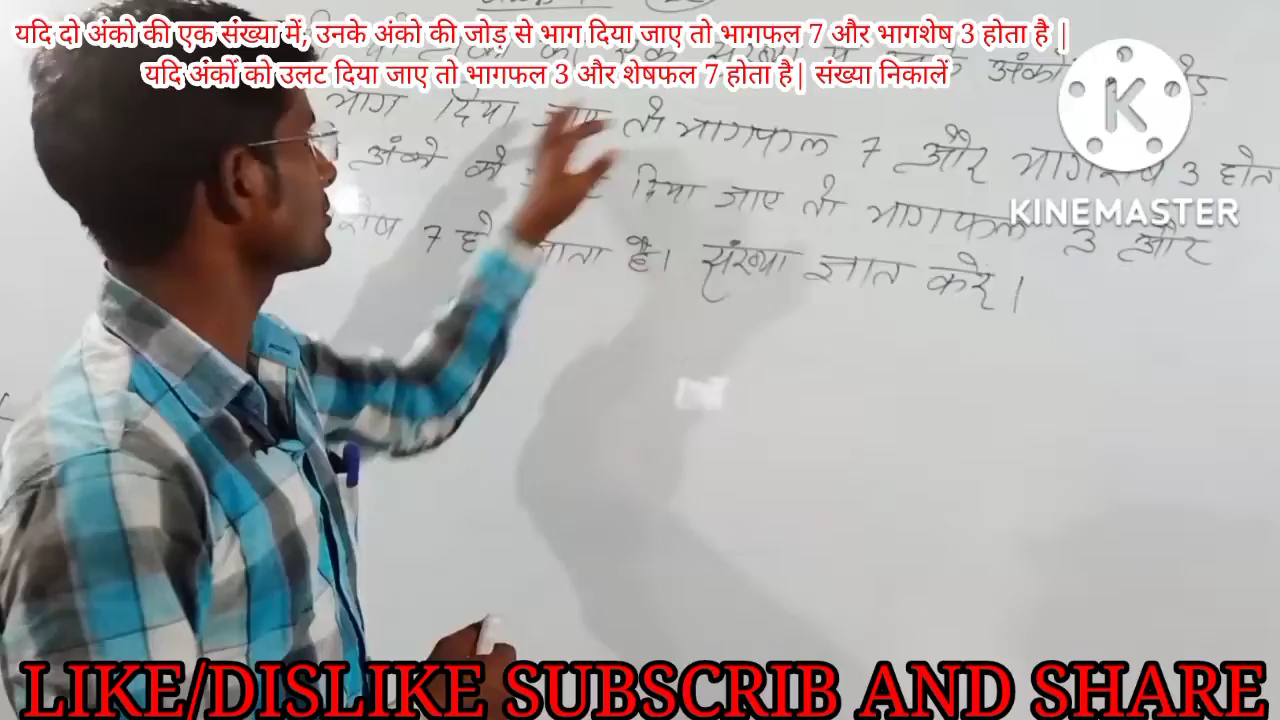 यदि दो अंको की एक संख्या में, उनके अंको की जोड़ से भाग दिया जाए तो भागफल 7 और भागशेष 3 होता है |
यदि अंकों को उलट दिया जाए तो भागफल 3 और शेषफल 7 होता है| संख्या निकालें
अंको
भाग दिया जाए तो भागफल 7 और भागशेष 3 होता
अंको को दिया जाए तो भागफल 3 और
शेष 7 हो जाता है। संख्या ज्ञात करे।
K
KINEMASTER
LIKE/DISLIKE SUBSCRIB AND SHARE